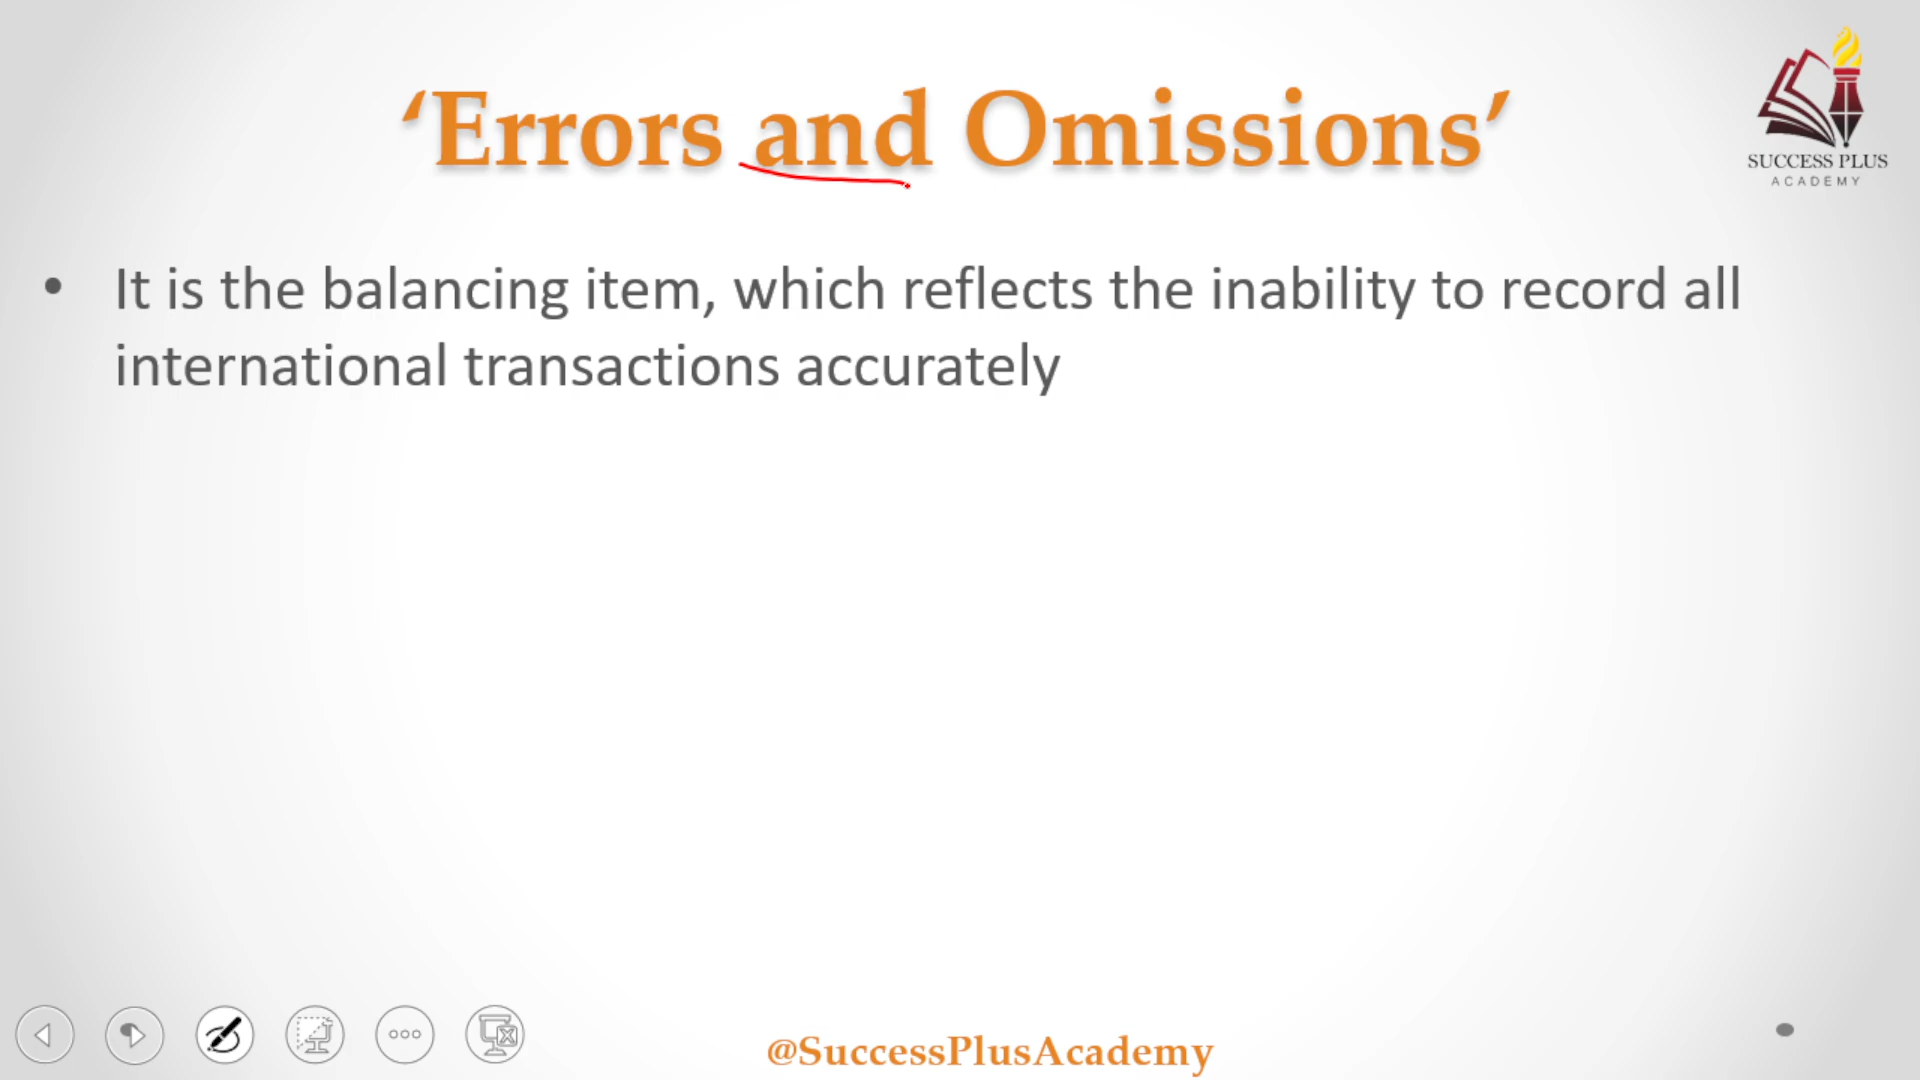 ‘Errors and Omissions’
SUCCESS PLUS
ACADEMY
• It is the balancing item, which reflects the inability to record all
international transactions accurately
@SuccessPlusAcademy